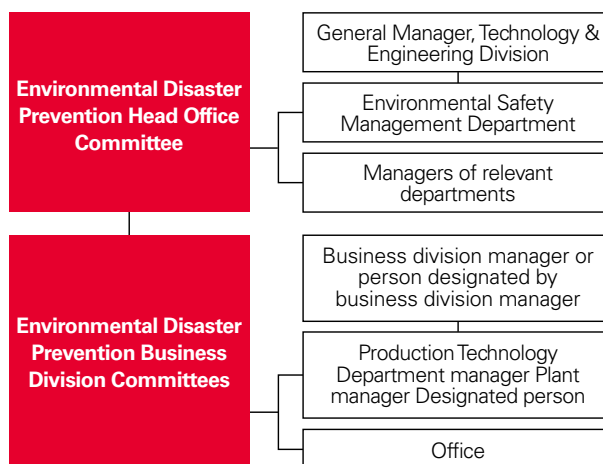 Environmental Disaster
Prevention Head Office
Committee
General Manager, Technology &
Engineering Division
Environmental Safety
Management Department
Managers of relevant
departments
Environmental Disaster
Prevention Business
Division Committees
Business division manager or
person designated by
business division manager
Production Technology
Department manager Plant
manager Designated person
Office